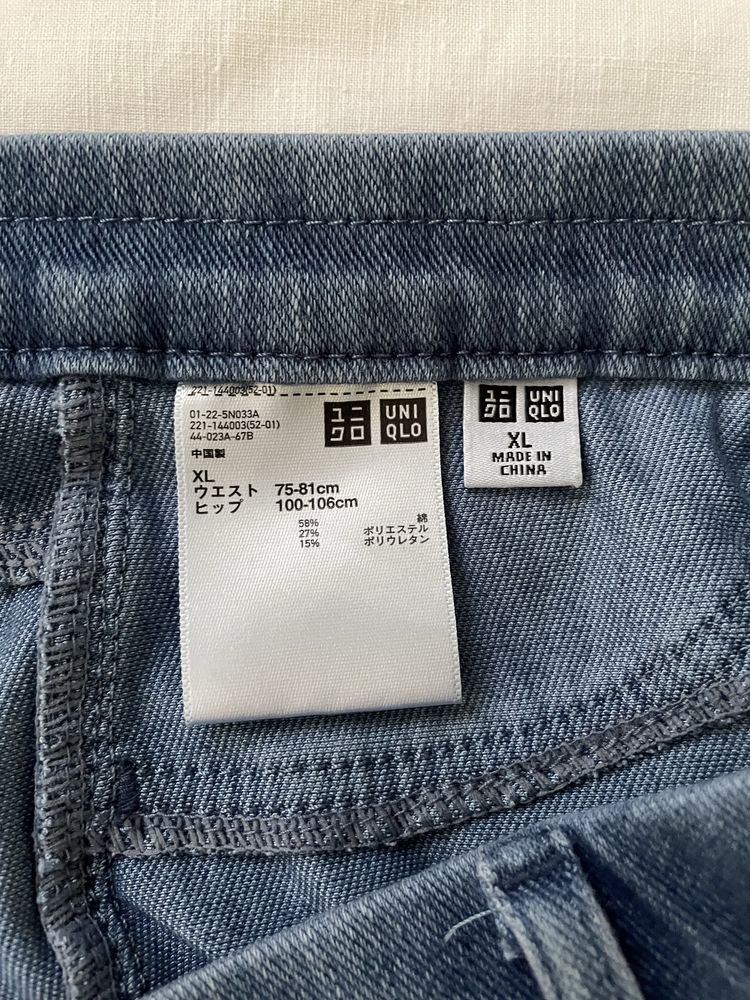 221-144003(52-01)
01-22-5N033A
221-144003(52-01)
44-023A-67B
中国製
ユニ
クロ
UNI
QLO
XL
ウエスト 75-81cm
ヒップ 100-106cm
58% 綿
27% ポリエステル
15% ポリウレタン
ユニ
クロ
UNI
QLO
XL
MADE IN
CHINA